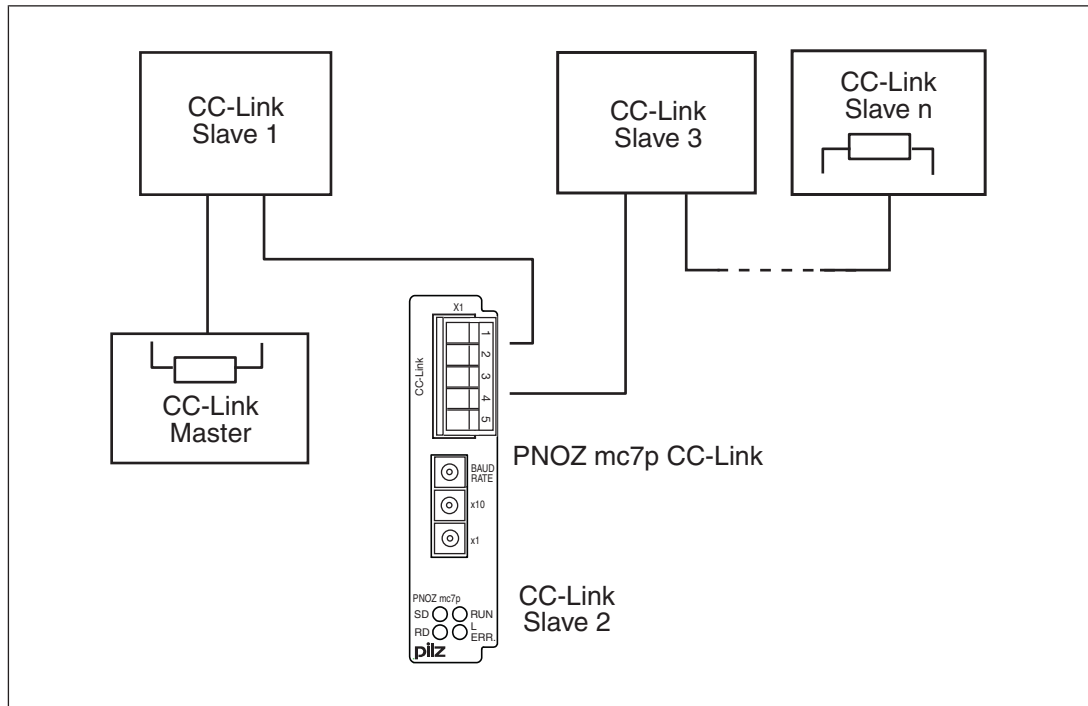 CC-Link
Slave 1
CC-Link
Slave 3
CC-Link
Slave n
CC-Link
Master
X1
CC-Link
1
2
3
4
5
PNOZ mc7p CC-Link
BAUD
RATE
x10
x1
PNOZ mc7p
SD RUN
RD L
ERR.
pilz
CC-Link
Slave 2